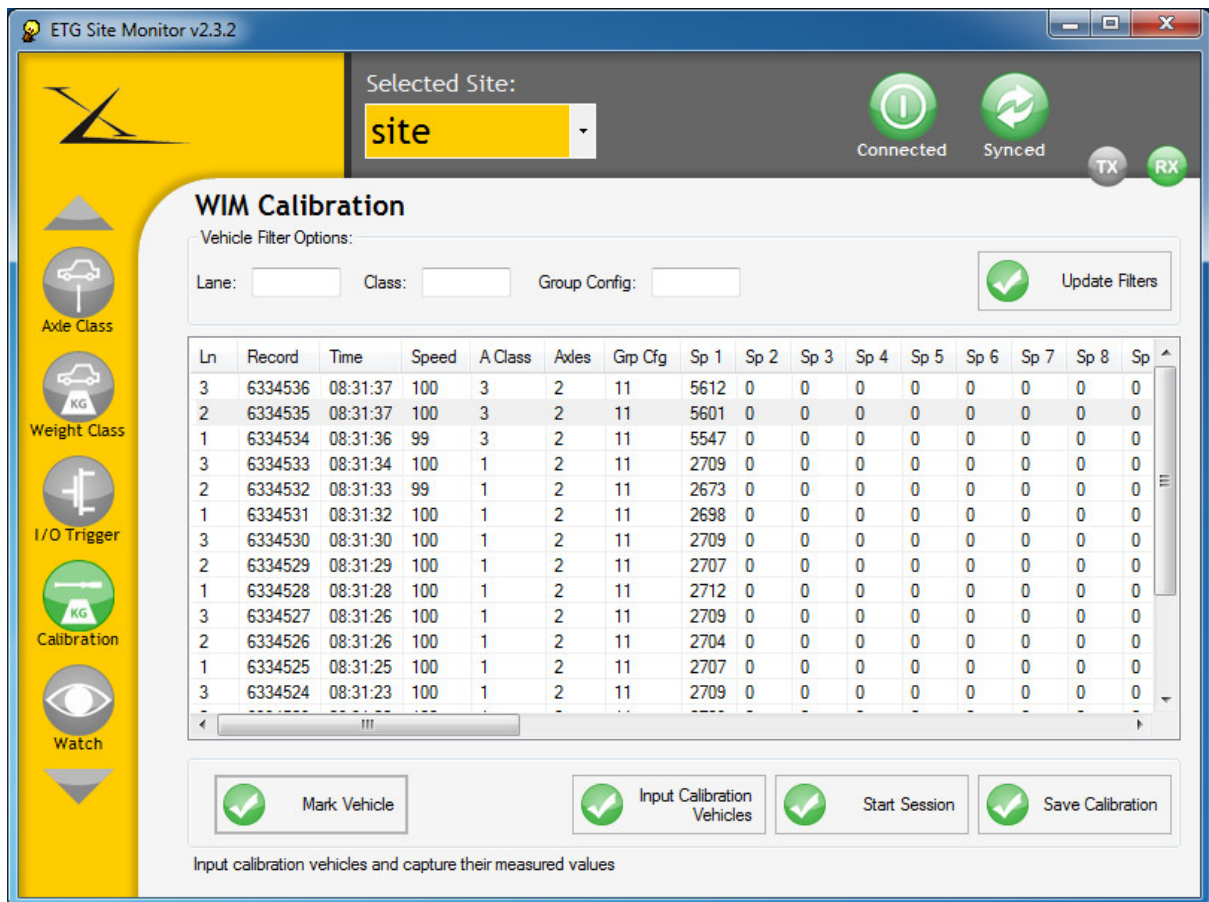 ETG Site Monitor v2.3.2
Selected Site:
site
Connected
Synced
TX
RX
WIM Calibration
Vehicle Filter Options:
Lane:
Class:
Group Config:
Update Filters
Axle Class
KG
Weight Class
I/O Trigger
KG
Calibration
Watch
Ln Record Time Speed A Class Axles Grp Cfg Sp 1 Sp 2 Sp 3 Sp 4 Sp 5 Sp 6 Sp 7 Sp 8 Sp
3 6334536 08:31:37 100 3 2 11 5612 0 0 0 0 0 0 0 0
2 6334535 08:31:37 100 3 2 11 5601 0 0 0 0 0 0 0 0
1 6334534 08:31:36 99 3 2 11 5547 0 0 0 0 0 0 0 0
3 6334533 08:31:34 100 1 2 11 2709 0 0 0 0 0 0 0 0
2 6334532 08:31:33 99 1 2 11 2673 0 0 0 0 0 0 0 0
1 6334531 08:31:32 100 1 2 11 2698 0 0 0 0 0 0 0 0
3 6334530 08:31:30 100 1 2 11 2709 0 0 0 0 0 0 0 0
2 6334529 08:31:29 100 1 2 11 2707 0 0 0 0 0 0 0 0
1 6334528 08:31:28 100 1 2 11 2712 0 0 0 0 0 0 0 0
3 6334527 08:31:26 100 1 2 11 2709 0 0 0 0 0 0 0 0
2 6334526 08:31:26 100 1 2 11 2704 0 0 0 0 0 0 0 0
1 6334525 08:31:25 100 1 2 11 2707 0 0 0 0 0 0 0 0
3 6334524 08:31:23 100 1 2 11 2709 0 0 0 0 0 0 0 0
Mark Vehicle
Input Calibration
Vehicles
Start Session
Save Calibration
Input calibration vehicles and capture their measured values